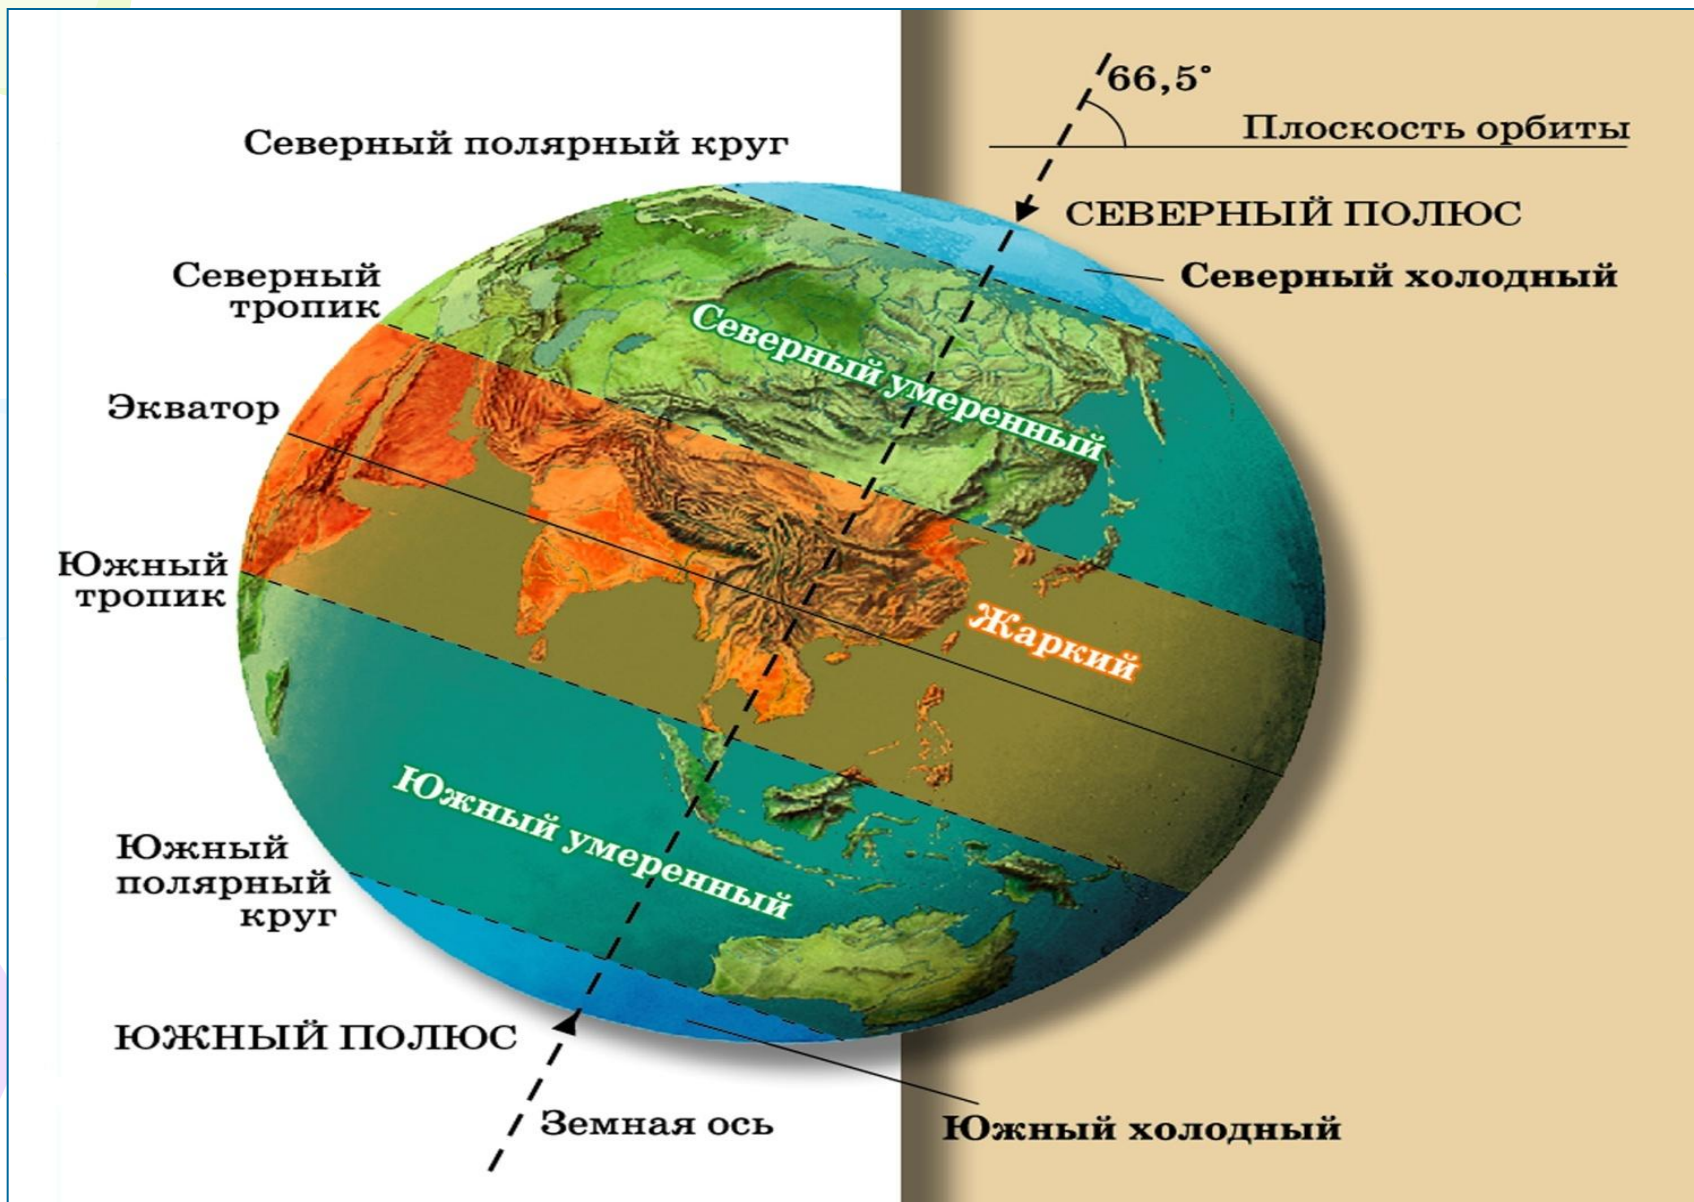 66,5°
Плоскость орбиты
Северный полярный круг
СЕВЕРНЫЙ ПОЛЮС
Северный холодный
Северный
тропик
Северный умеренный
Экватор
Южный
тропик
Жаркий
Южный умеренный
Южный
полярный
круг
ЮЖНЫЙ ПОЛЮС
Земная ось
Южный холодный